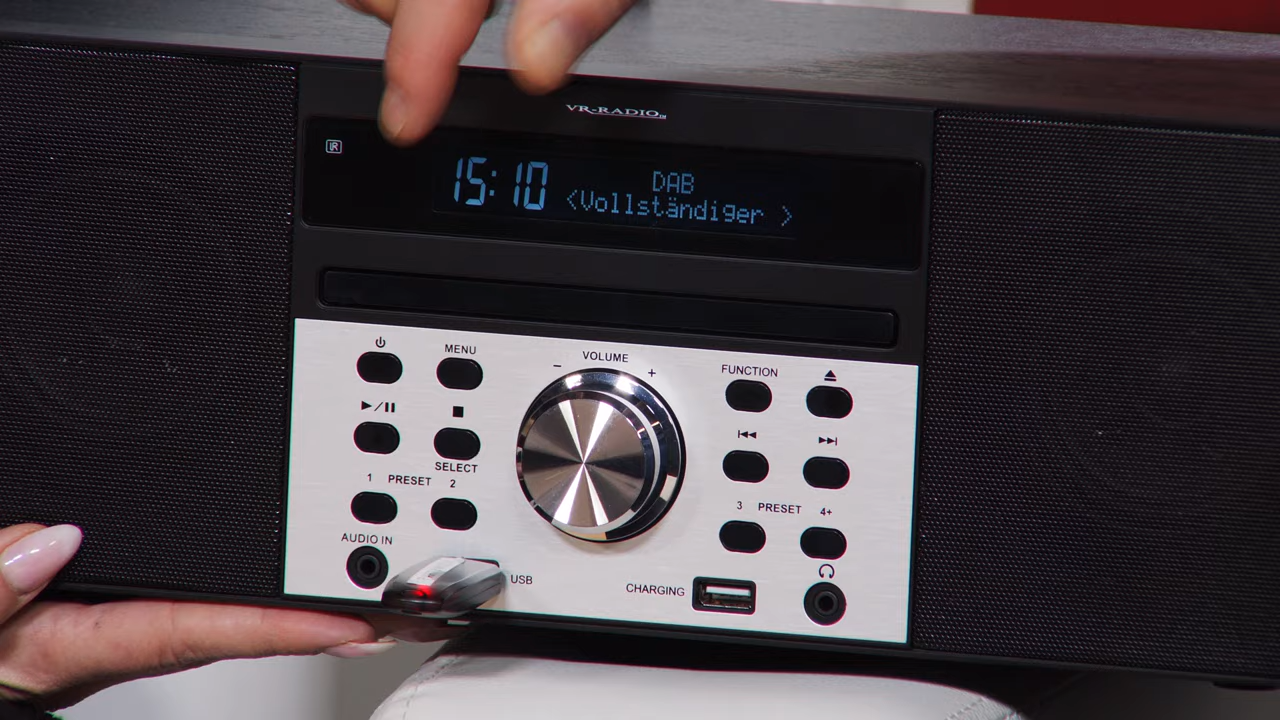 VR-RADIO
IR
15:10
DAB
<Vollständiger >
MENU
VOLUME
- +
FUNCTION
SELECT
1 PRESET 2
3 PRESET 4+
AUDIO IN
USB
CHARGING